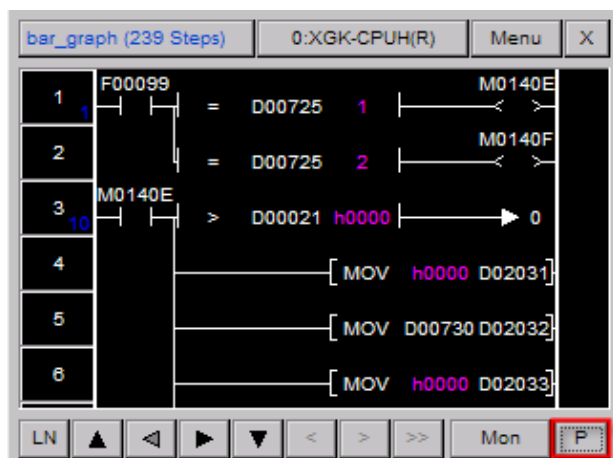 bar_graph (239 Steps) 0:XGK-CPUH(R) Menu X
F00099 M0140E
1 1 = D00725 1
M0140F
2 = D00725 2
M0140E
3 10 > D00021 h0000 0
4 MOV h0000 D02031
5 MOV D00730 D02032
6 MOV h0000 D02033
LN < > >> Mon P